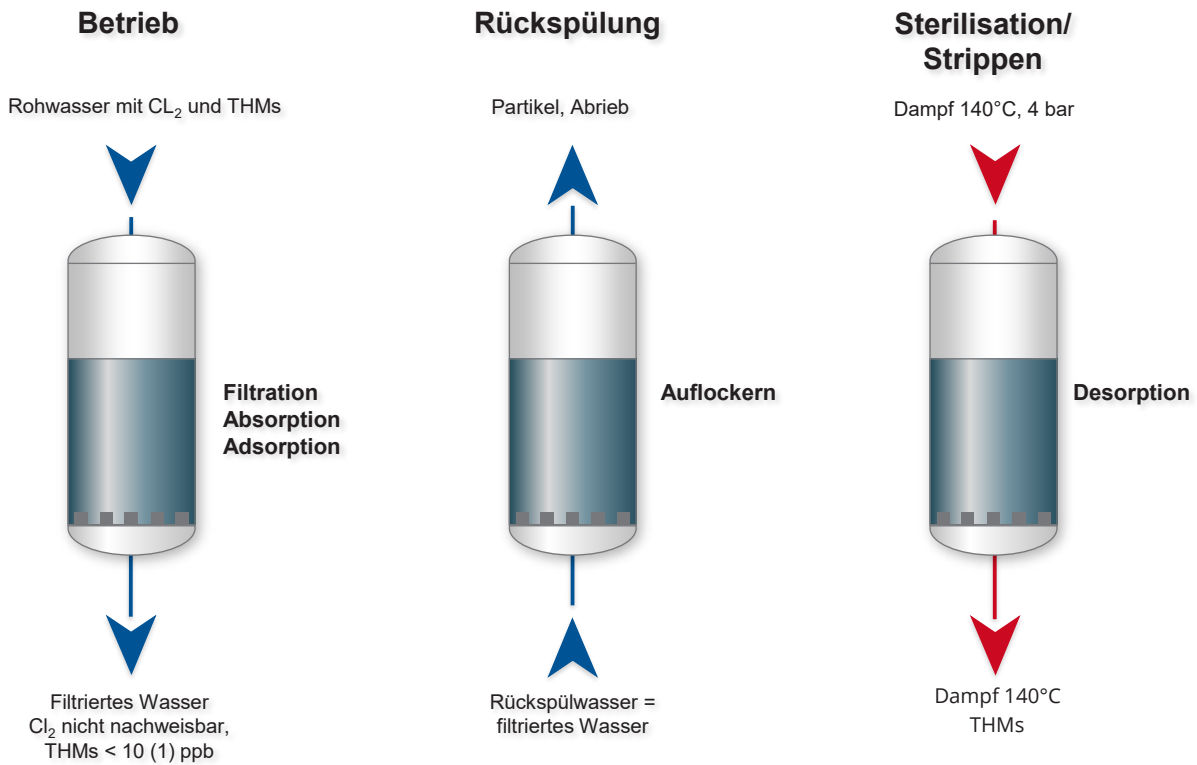 Betrieb
Rohwasser mit CL₂ und THMs
Filtration
Absorption
Adsorption
Filtriertes Wasser
Cl₂ nicht nachweisbar,
THMs < 10 (1) ppb
Rückspülung
Partikel, Abrieb
Auflockern
Rückspülwasser =
filtriertes Wasser
Sterilisation/
Strippen
Dampf 140°C, 4 bar
Desorption
Dampf 140°C
THMs